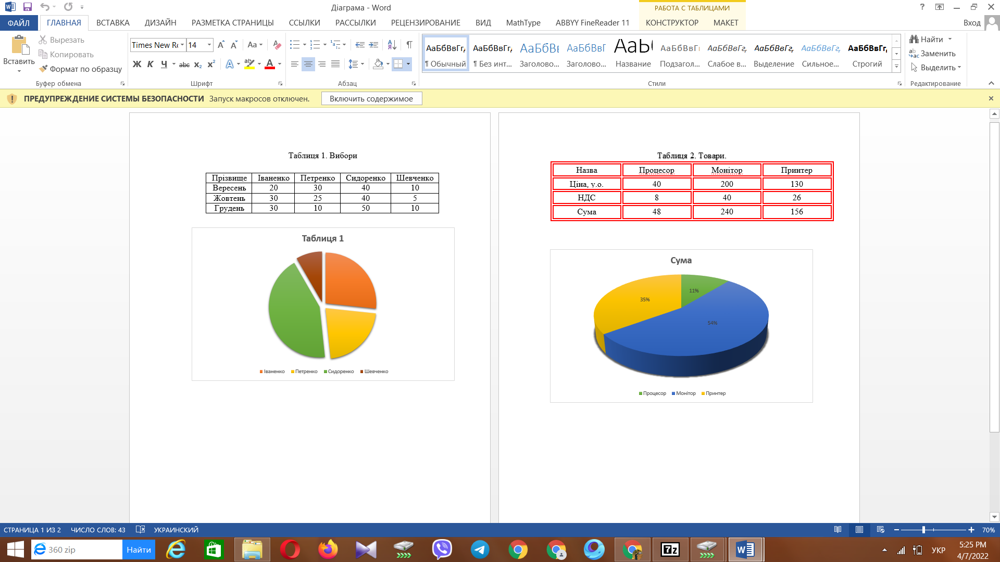 Діаграма - Word
РАБОТА С ТАБЛИЦАМИ
ФАЙЛ ГЛАВНАЯ ВСТАВКА ДИЗАЙН РАЗМЕТКА СТРАНИЦЫ ССЫЛКИ РАССЫЛКИ РЕЦЕНЗИРОВАНИЕ ВИД MathType ABBYY FineReader 11 КОНСТРУКТОР МАКЕТ Вход
Вставить
Вырезать
Копировать
Формат по образцу
Буфер обмена
Times New Rc 14
Ж К Ч abc x₂ x²
Шрифт
Абзац
АаБбВвГг, АаБбВвГг, АаБбВв АаБбВвГ АаЬ АаБбВвГ АаБбВвГг, АаБбВвГг, АаБбВвГг, АаБбВвГг,
¶ Обычный ¶ Без инт... Заголово... Заголово... Название Подзагол... Слабое в... Выделение Сильное... Строгий
Стили
Найти
Заменить
Выделить
Редактирование
ПРЕДУПРЕЖДЕНИЕ СИСТЕМЫ БЕЗОПАСНОСТИ Запуск макросов отключен. Включить содержимое
Таблиця 1. Вибори
Прізвище Іваненко Петренко Сидоренко Шевченко
Вересень 20 30 40 10
Жовтень 30 25 40 5
Грудень 30 10 50 10
Таблиця 1
Іваненко Петренко Сидоренко Шевченко
Таблиця 2. Товари.
Назва Процесор Монітор Принтер
Ціна, у.о. 40 200 130
НДС 8 40 26
Сума 48 240 156
Сума
11%
35%
54%
Процесор Монітор Принтер
СТРАНИЦА 1 ИЗ 2 ЧИСЛО СЛОВ: 43 УКРАИНСКИЙ 70%
360 zip Найти
7z
УКР
5:25 PM
4/7/2022